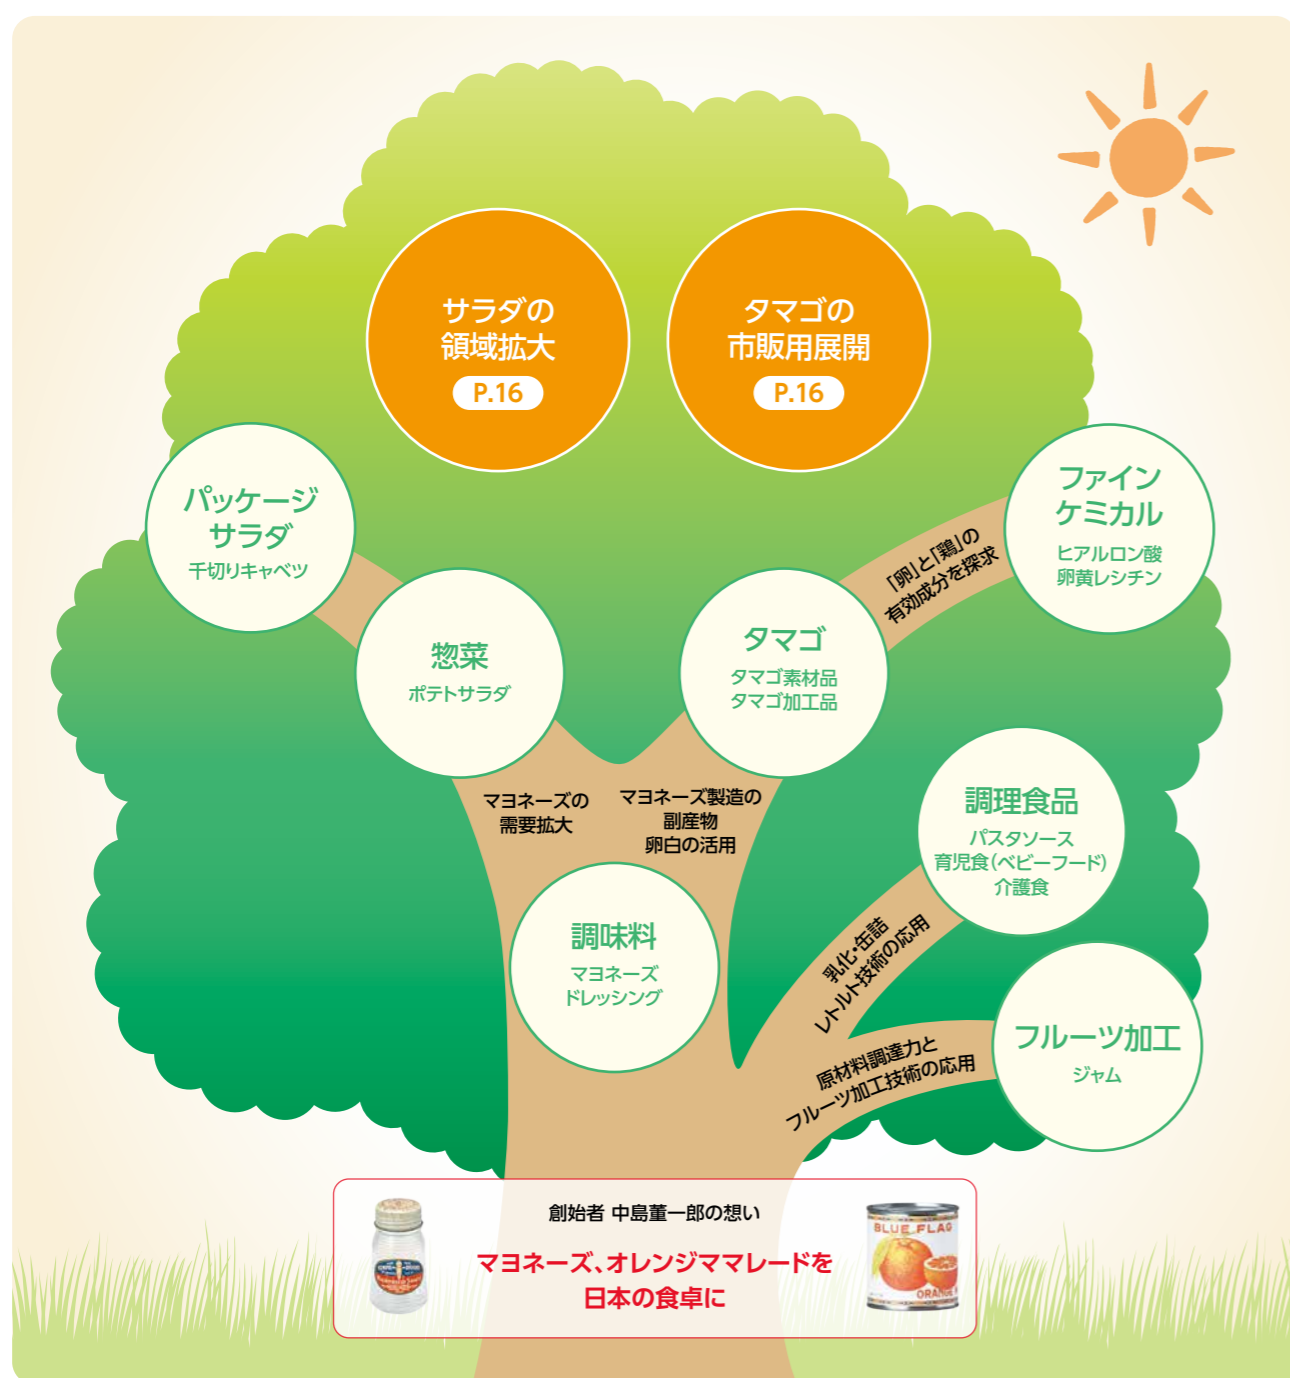 サラダの
領域拡大
P.16
タマゴの
市販用展開
P.16
パッケージ
サラダ
千切りキャベツ
ファイン
ケミカル
ヒアルロン酸
卵黄レシチン
「卵」と「鶏」の
有効成分を探求
惣菜
ポテトサラダ
タマゴ
タマゴ素材品
タマゴ加工品
マヨネーズの
需要拡大
マヨネーズ製造の
副産物
卵白の活用
調理食品
パスタソース
育児食(ベビーフード)
介護食
乳化・缶詰
レトルト技術の応用
調味料
マヨネーズ
ドレッシング
フルーツ加工
ジャム
原材料調達力と
フルーツ加工技術の応用
創始者 中島董一郎の想い
マヨネーズ、オレンジママレードを
日本の食卓に
BLUE FLAG